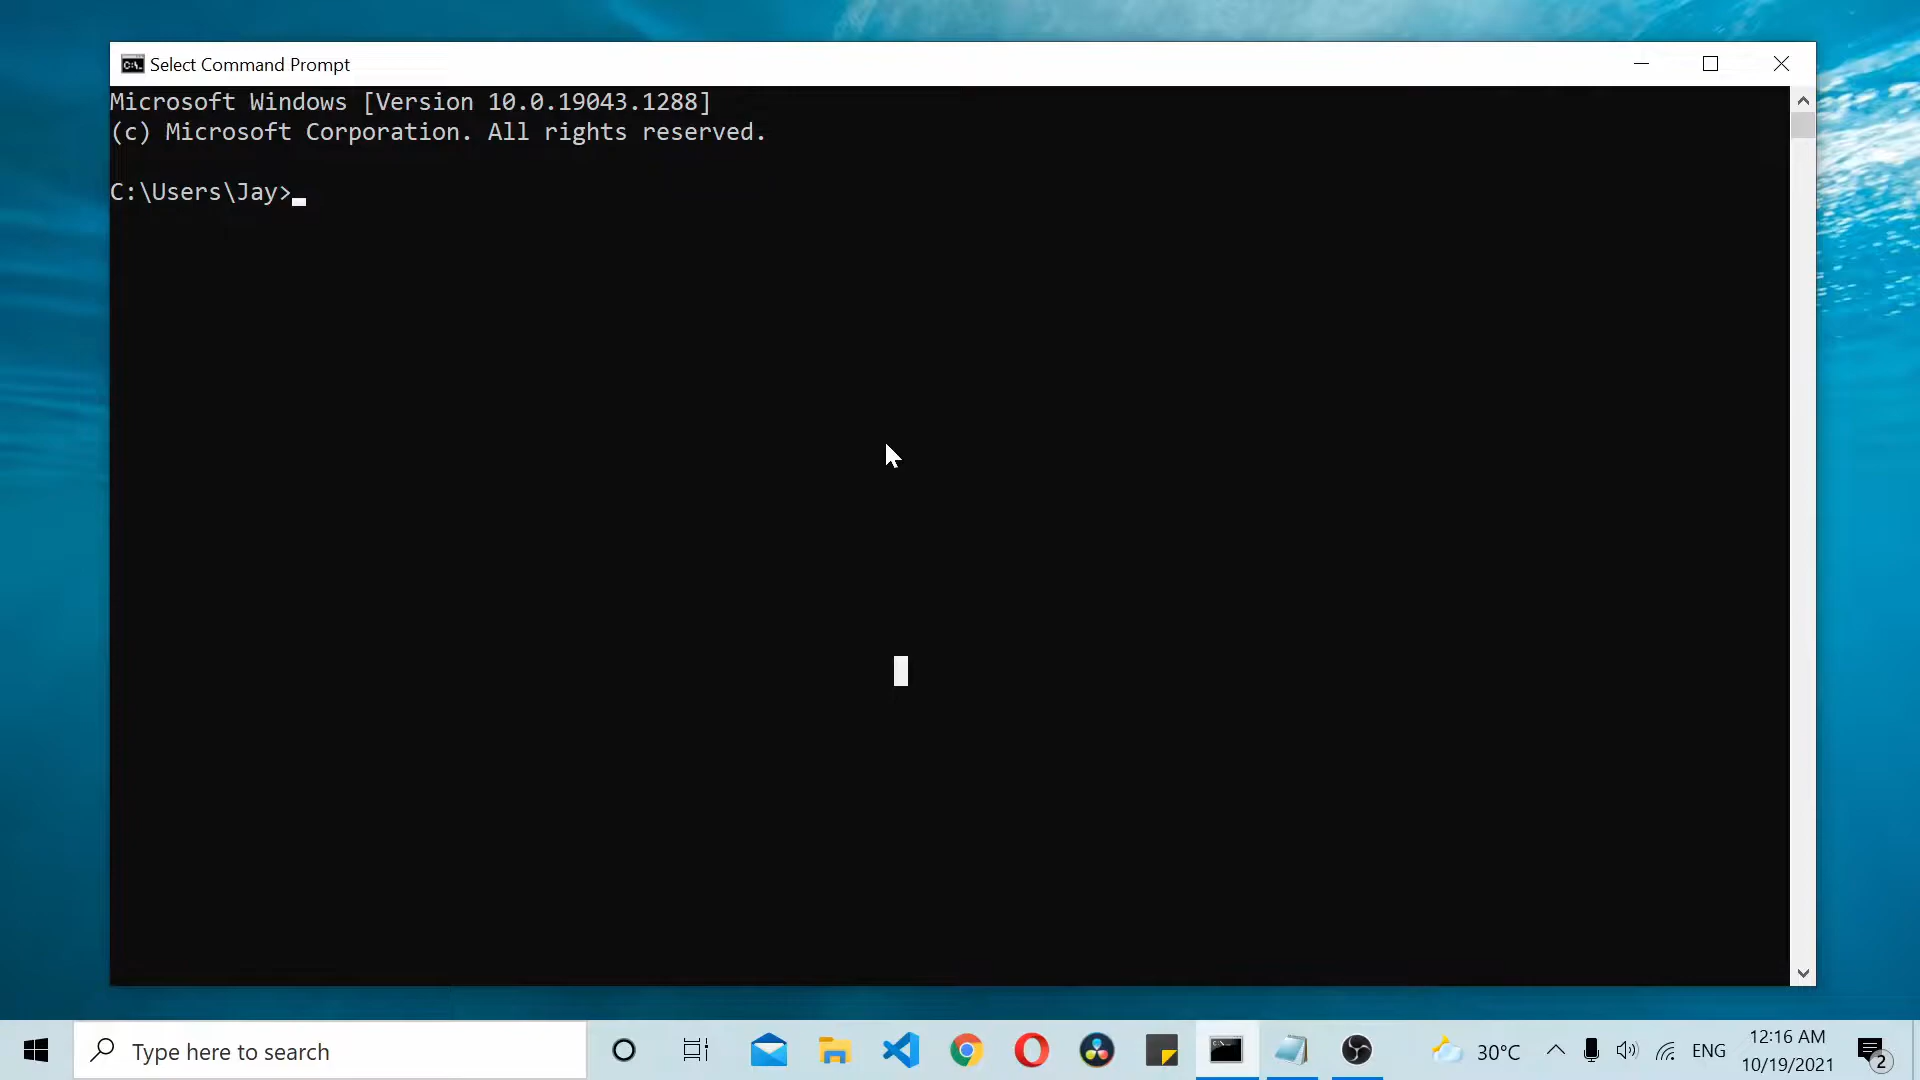 Select Command Prompt
Microsoft Windows [Version 10.0.19043.1288]
(c) Microsoft Corporation. All rights reserved.
C:\Users\Jay>
Type here to search
30°C
ENG
12:16 AM
10/19/2021
2